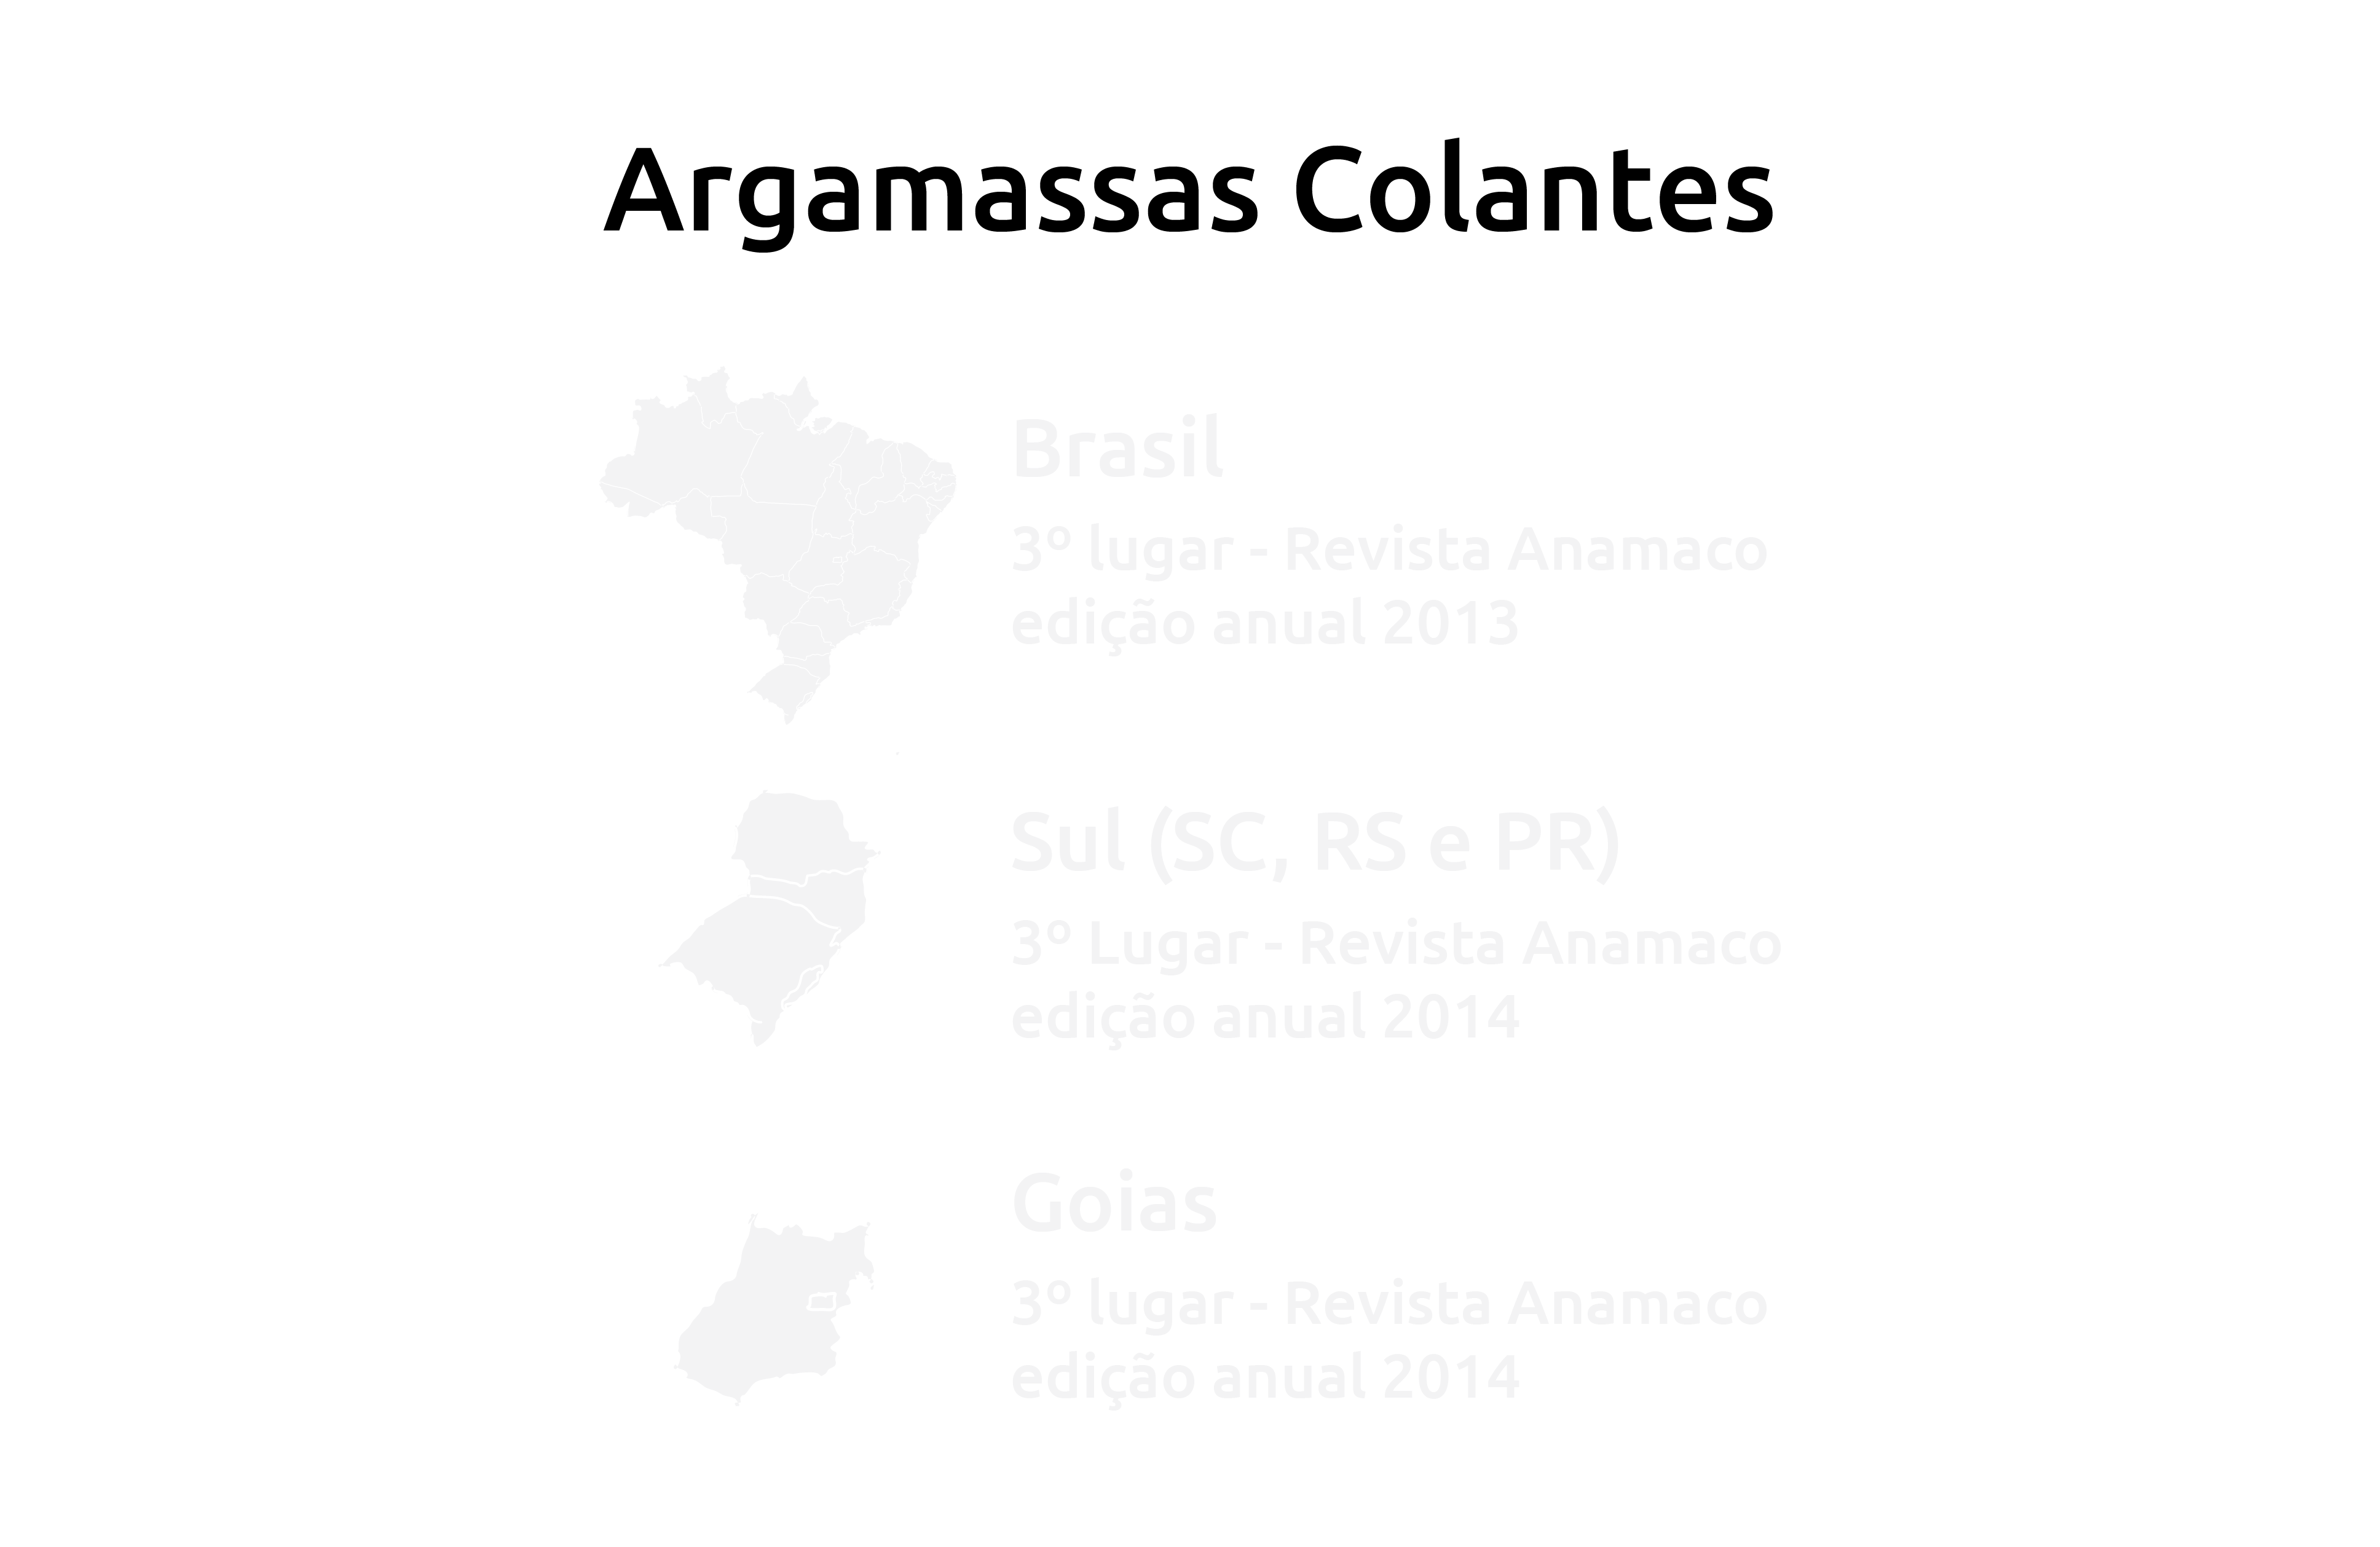 Argamassas Colantes
Brasil
3º lugar - Revista Anamaco
edição anual 2013
Sul (SC, RS e PR)
3º Lugar - Revista Anamaco
edição anual 2014
Goias
3º lugar - Revista Anamaco
edição anual 2014